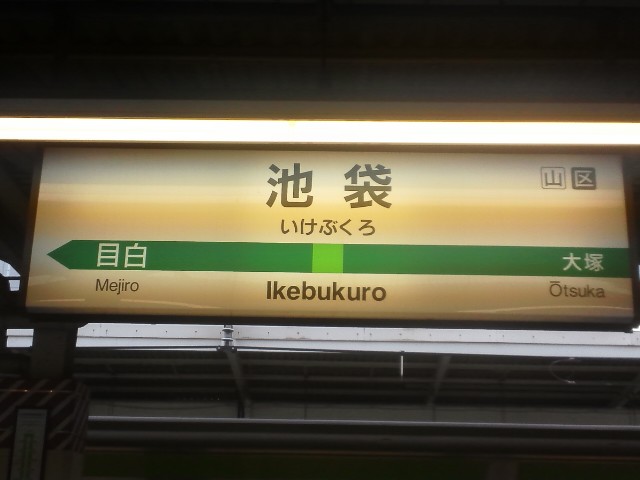 池袋 山 区
いけぶくろ
目白 大塚
Mejiro Ikebukuro Ōtsuka